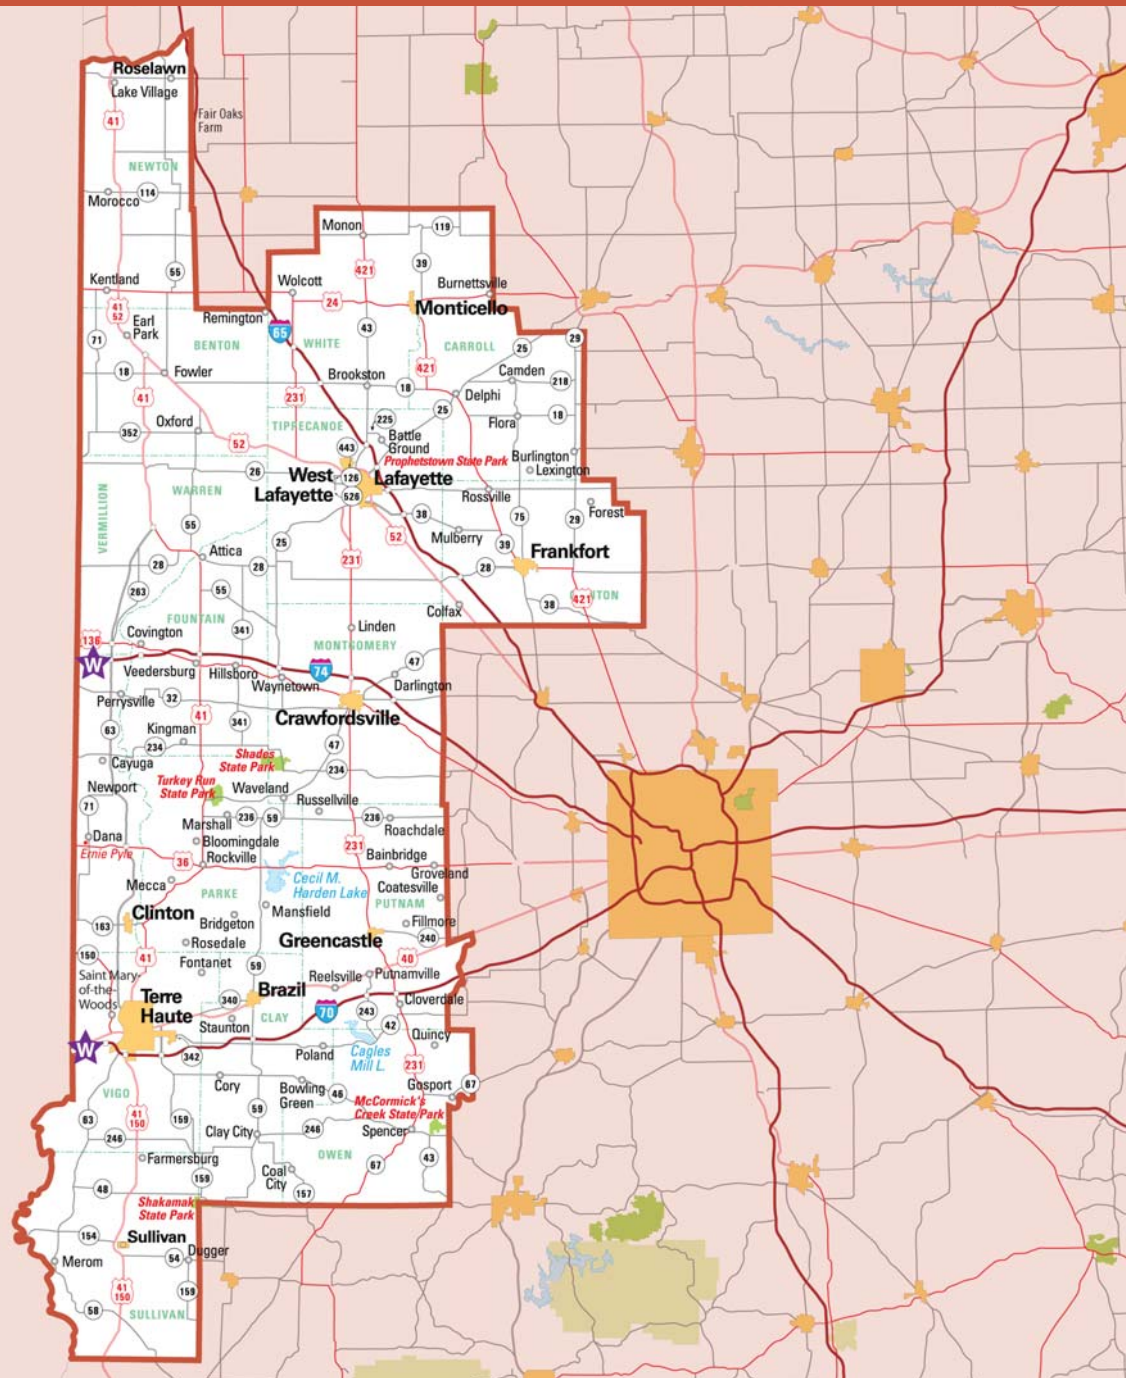 Roselawn
Lake Village
41
Fair Oaks
Farm
NEWTON
Morocco
114
Monon
119
55
421
39
Kentland
Wolcott
Burnettsville
41
52
24
Monticello
Earl
Park
Remington
65
43
71
BENTON
WHITE
CARROLL
29
25
18
Fowler
Brookston
421
Camden
218
41
231
18
Delphi
25
Oxford
225
Flora
18
352
52
TIPPECANOE
Battle
Ground
443
Prophetstown State Park
Burlington
Lexington
26
West
Lafayette
126
526
Lafayette
WARREN
VERMILLION
Rossville
Forest
55
38
75
29
25
52
Mulberry
39
Attica
231
Frankfort
28
28
28
263
55
38
421
NTON
Colfax
FOUNTAIN
341
Linden
136
Covington
MONTGOMERY
W
Veedersburg
Hillsboro
74
47
Waynetown
Darlington
Perrysville
32
41
341
Crawfordsville
63
Kingman
234
47
Cayuga
Shades
State Park
234
Newport
Turkey Run
State Park
Waveland
71
Russellville
Marshall
236
59
236
Roachdale
Dana
Bloomingdale
231
Ernie Pyle
36
Rockville
Bainbridge
Groveland
Mecca
Cecil M.
Harden Lake
Coatesville
PARKE
PUTNAM
Clinton
Mansfield
163
Bridgeton
Fillmore
Rosedale
Greencastle
240
150
41
Fontanet
59
40
Saint Mary-
of-the-
Woods
Reelsville
Putnamville
Terre
Haute
340
Brazil
70
Cloverdale
243
Staunton
CLAY
42
W
342
Poland
Cagles
Mill L.
Quincy
231
VIGO
Cory
Bowling
Green
46
Gosport
67
41
150
59
McCormick's
Creek State Park
63
159
246
Clay City
246
Spencer
Farmersburg
OWEN
67
43
159
Coal
City
48
157
Shakamak
State Park
154
Sullivan
54
Dugger
Merom
41
150
159
58
SULLIVAN